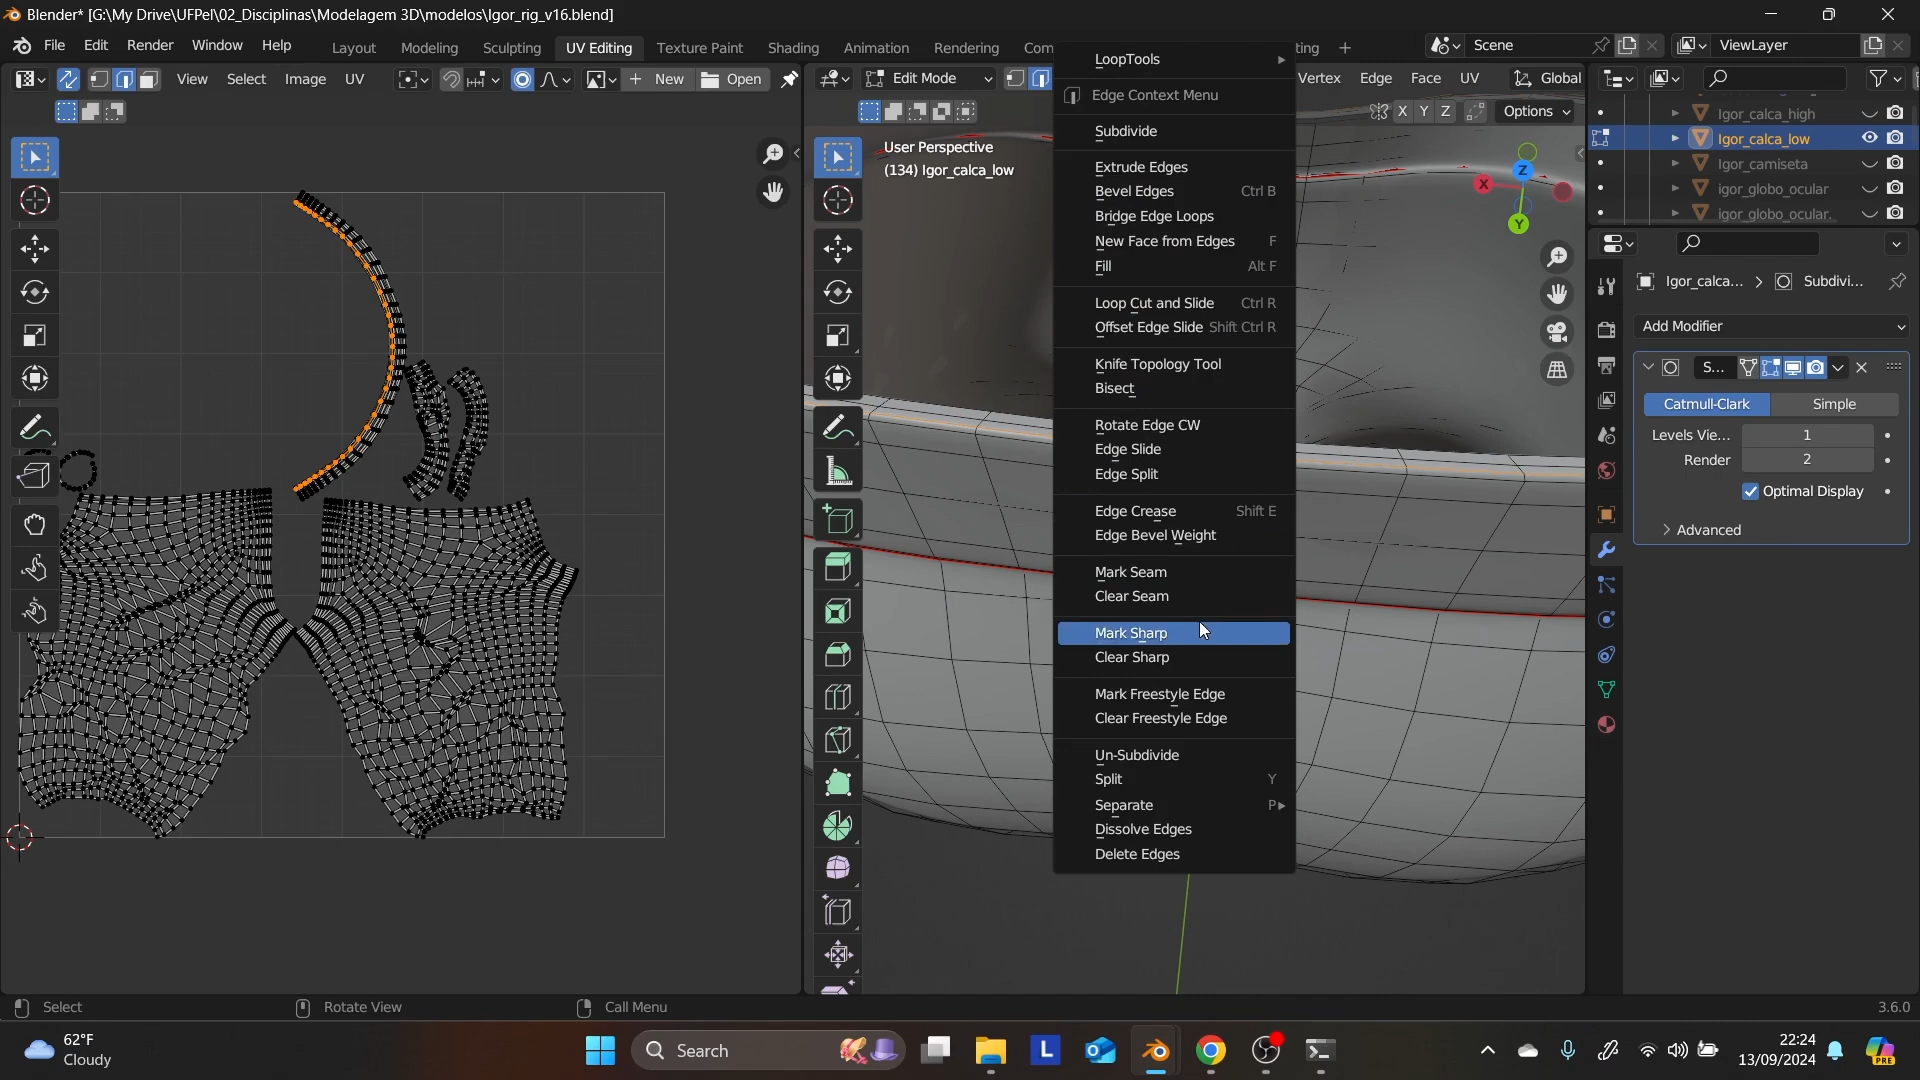 Blender* [G:\My Drive\UFPel\02_Disciplinas\Modelagem 3D\modelos\Igor_rig_v16.blend]
File Edit Render Window Help Layout Modeling Sculpting UV Editing Texture Paint Shading Animation Rendering Com ting + Scene ViewLayer
View Select Image UV New Open Edit Mode Vertex Edge Face UV Global
X Y Z Options
User Perspective
(134) Igor_calca_low
LoopTools
Edge Context Menu
Subdivide
Extrude Edges
Bevel Edges Ctrl B
Bridge Edge Loops
New Face from Edges F
Fill Alt F
Loop Cut and Slide Ctrl R
Offset Edge Slide Shift Ctrl R
Knife Topology Tool
Bisect
Rotate Edge CW
Edge Slide
Edge Split
Edge Crease Shift E
Edge Bevel Weight
Mark Seam
Clear Seam
Mark Sharp
Clear Sharp
Mark Freestyle Edge
Clear Freestyle Edge
Un-Subdivide
Split Y
Separate P
Dissolve Edges
Delete Edges
X Z Y
Igor_calca_high
Igor_calca_low
Igor_camiseta
igor_globo_ocular
igor_globo_ocular.
Igor_calca... > Subdivi...
Add Modifier
S...
Catmull-Clark Simple
Levels Vie... 1
Render 2
Optimal Display
Advanced
Select Rotate View Call Menu 3.6.0
62°F
Cloudy
Search
L
22:24
13/09/2024
PRE